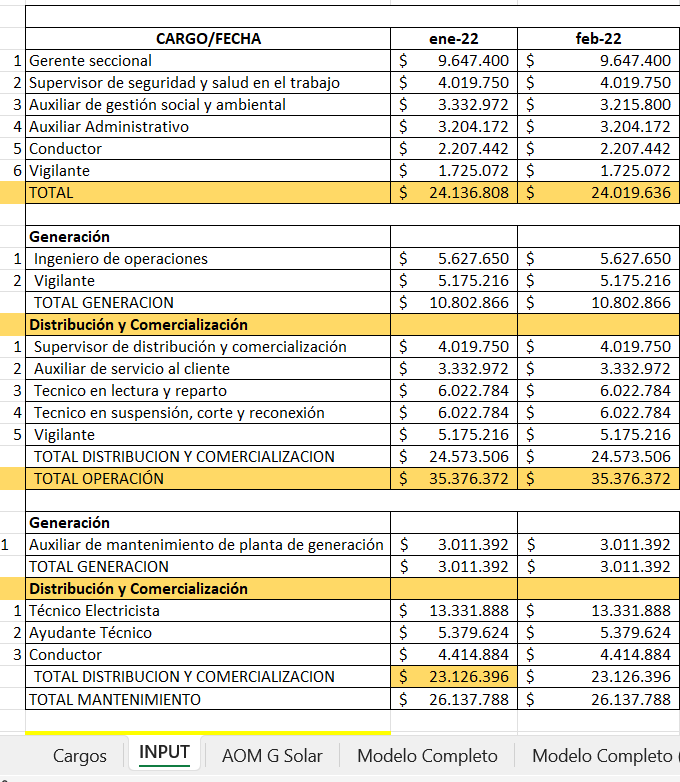 CARGO/FECHA ene-22 feb-22
1 Gerente seccional $ 9.647.400 $ 9.647.400
2 Supervisor de seguridad y salud en el trabajo $ 4.019.750 $ 4.019.750
3 Auxiliar de gestión social y ambiental $ 3.332.972 $ 3.215.800
4 Auxiliar Administrativo $ 3.204.172 $ 3.204.172
5 Conductor $ 2.207.442 $ 2.207.442
6 Vigilante $ 1.725.072 $ 1.725.072
TOTAL $ 24.136.808 $ 24.019.636
Generación
1 Ingeniero de operaciones $ 5.627.650 $ 5.627.650
2 Vigilante $ 5.175.216 $ 5.175.216
TOTAL GENERACION $ 10.802.866 $ 10.802.866
Distribución y Comercialización
1 Supervisor de distribución y comercialización $ 4.019.750 $ 4.019.750
2 Auxiliar de servicio al cliente $ 3.332.972 $ 3.332.972
3 Tecnico en lectura y reparto $ 6.022.784 $ 6.022.784
4 Tecnico en suspensión, corte y reconexión $ 6.022.784 $ 6.022.784
5 Vigilante $ 5.175.216 $ 5.175.216
TOTAL DISTRIBUCION Y COMERCIALIZACION $ 24.573.506 $ 24.573.506
TOTAL OPERACIÓN $ 35.376.372 $ 35.376.372
Generación
1 Auxiliar de mantenimiento de planta de generación $ 3.011.392 $ 3.011.392
TOTAL GENERACION $ 3.011.392 $ 3.011.392
Distribución y Comercialización
1 Técnico Electricista $ 13.331.888 $ 13.331.888
2 Ayudante Técnico $ 5.379.624 $ 5.379.624
3 Conductor $ 4.414.884 $ 4.414.884
TOTAL DISTRIBUCION Y COMERCIALIZACION $ 23.126.396 $ 23.126.396
TOTAL MANTENIMIENTO $ 26.137.788 $ 26.137.788
Cargos INPUT AOM G Solar Modelo Completo Modelo Completo (